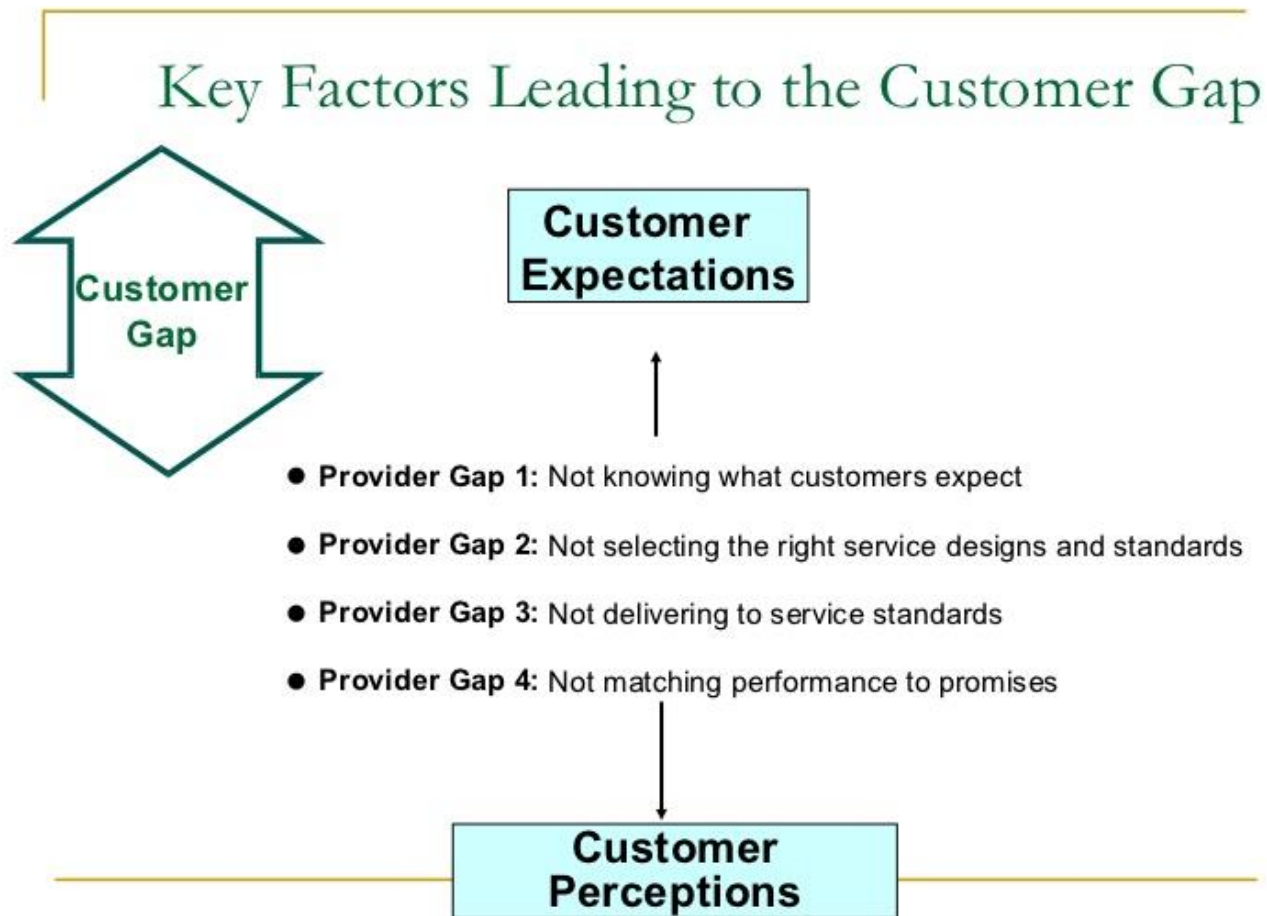 Key Factors Leading to the Customer Gap
Customer
Gap
Customer
Expectations
● Provider Gap 1: Not knowing what customers expect
● Provider Gap 2: Not selecting the right service designs and standards
● Provider Gap 3: Not delivering to service standards
● Provider Gap 4: Not matching performance to promises
Customer
Perceptions